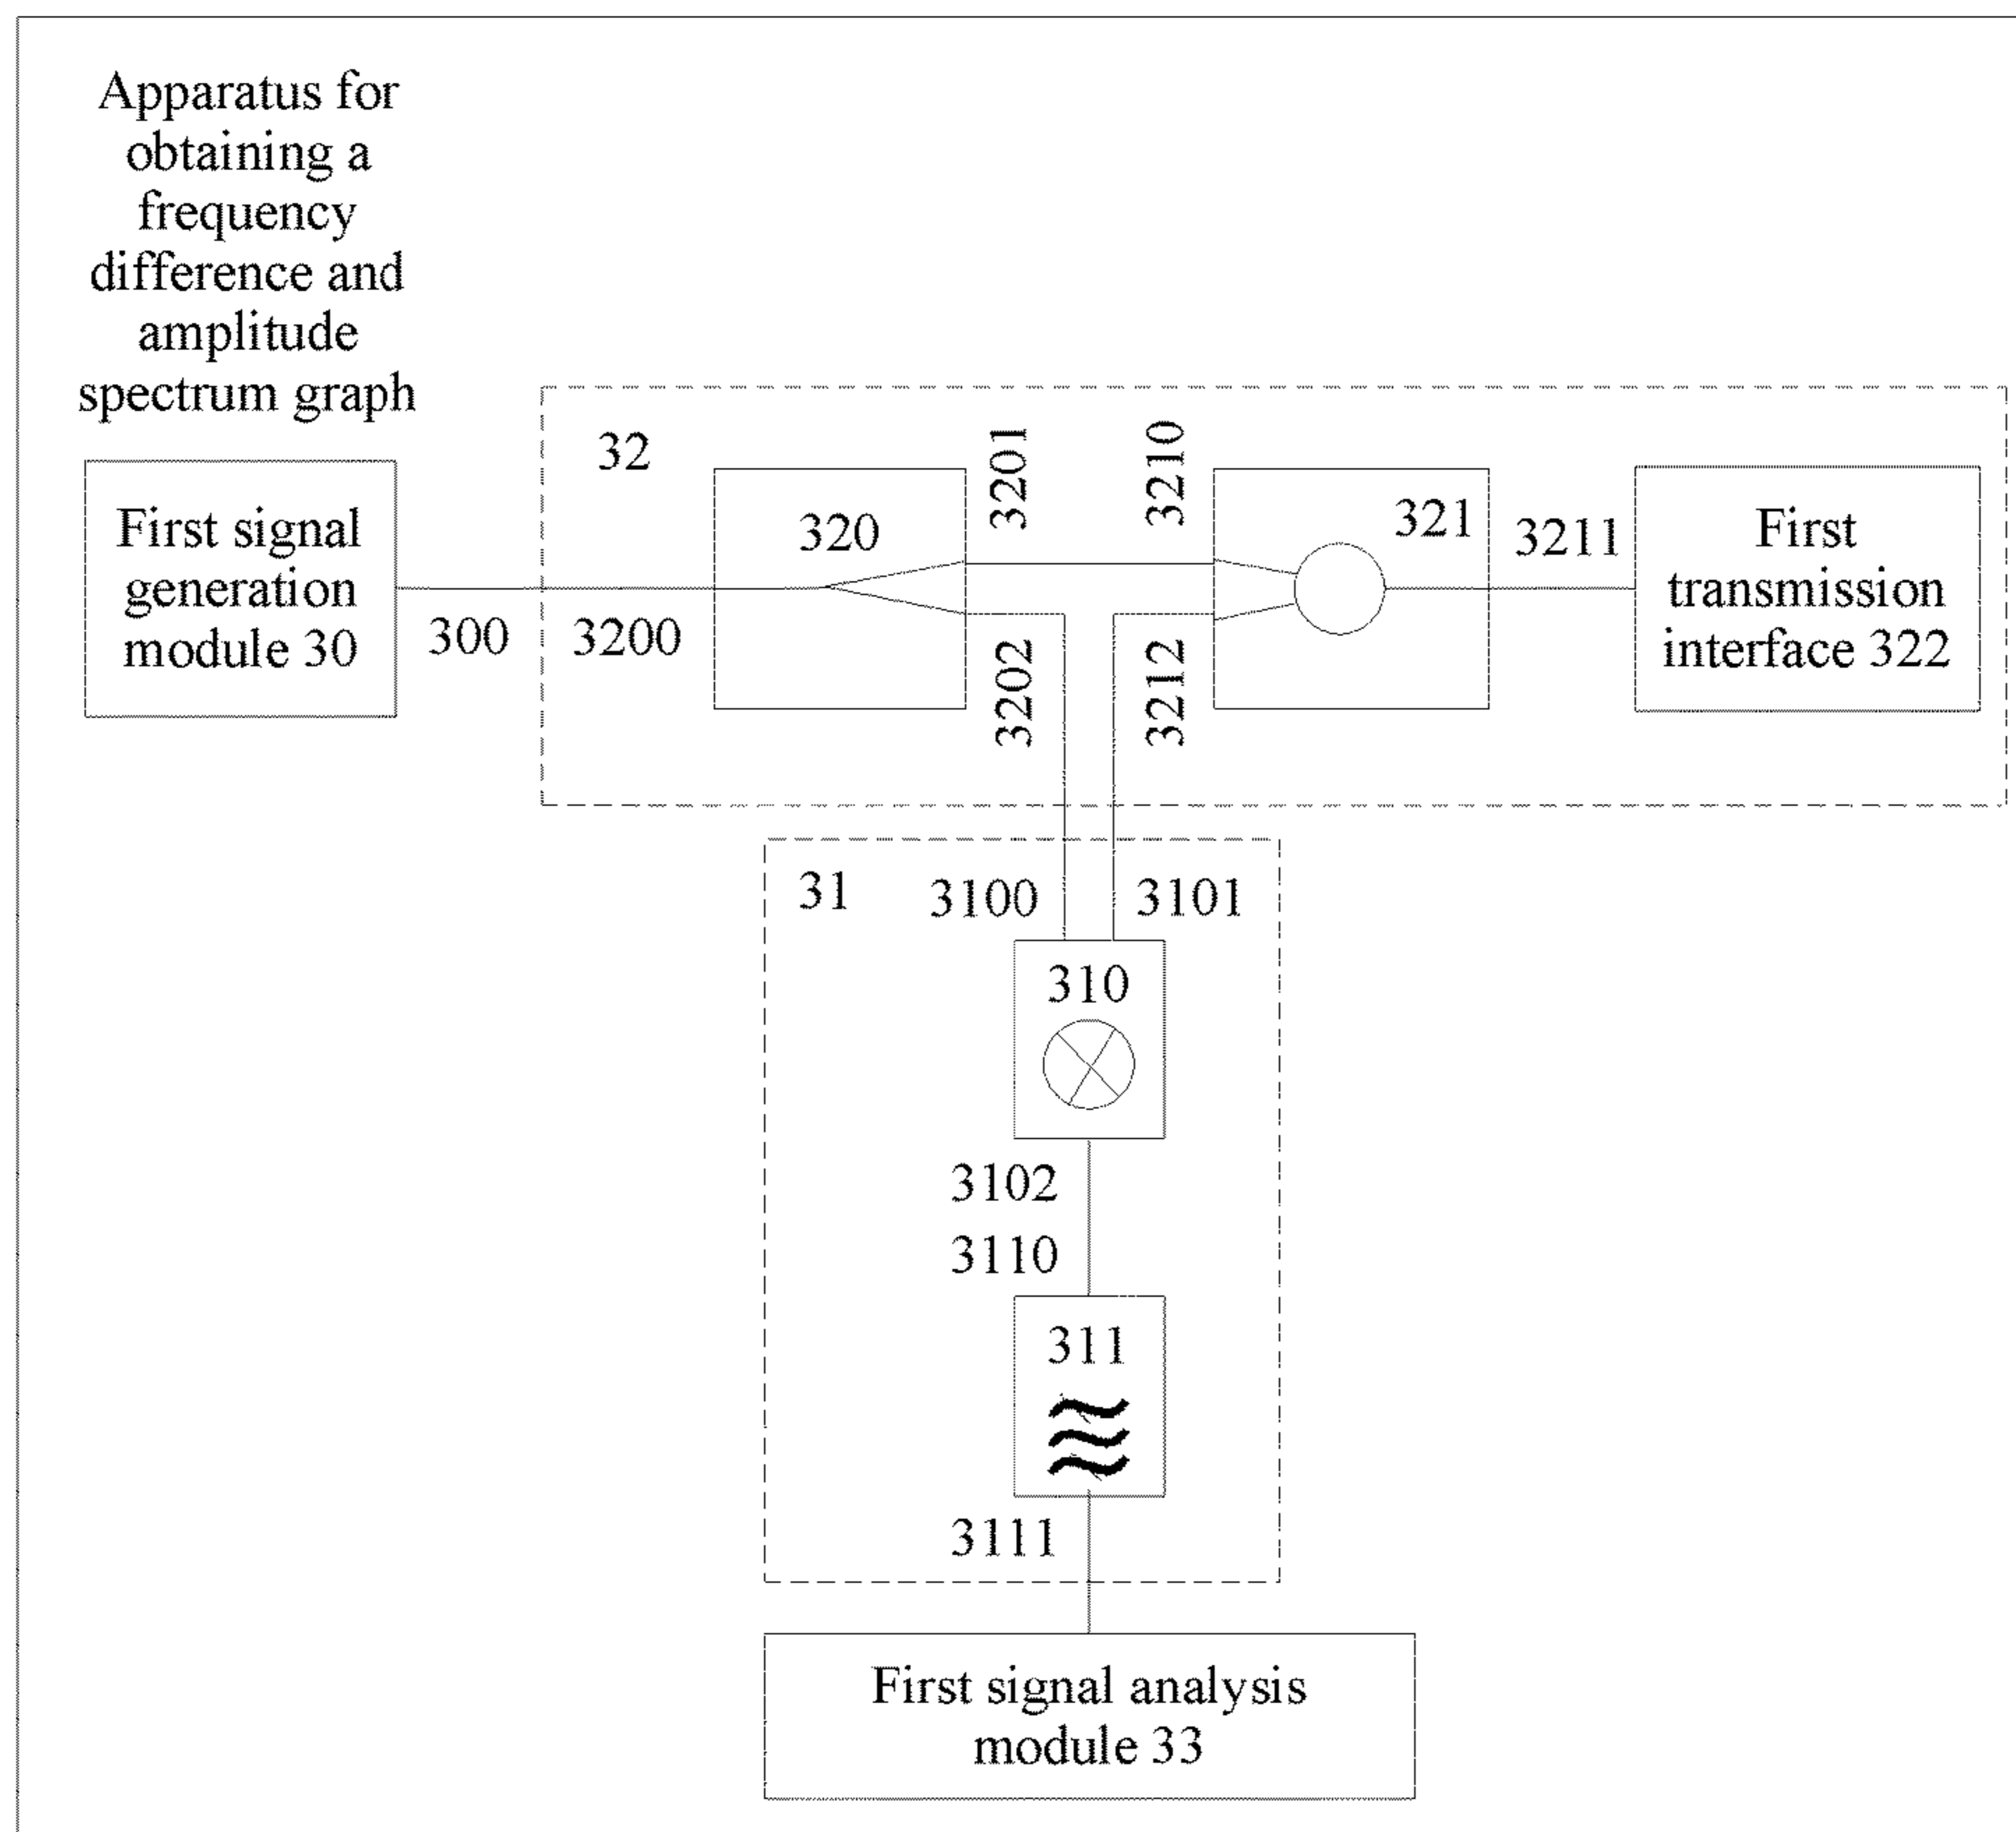 Apparatus for
obtaining a
frequency
difference and
amplitude
spectrum graph
First signal
generation
module 30
300
32
3200
320
3201
3202
3210
3212
321
3211
First
transmission
interface 322
31
3100
3101
310
3102
3110
311
3111
First signal analysis
module 33